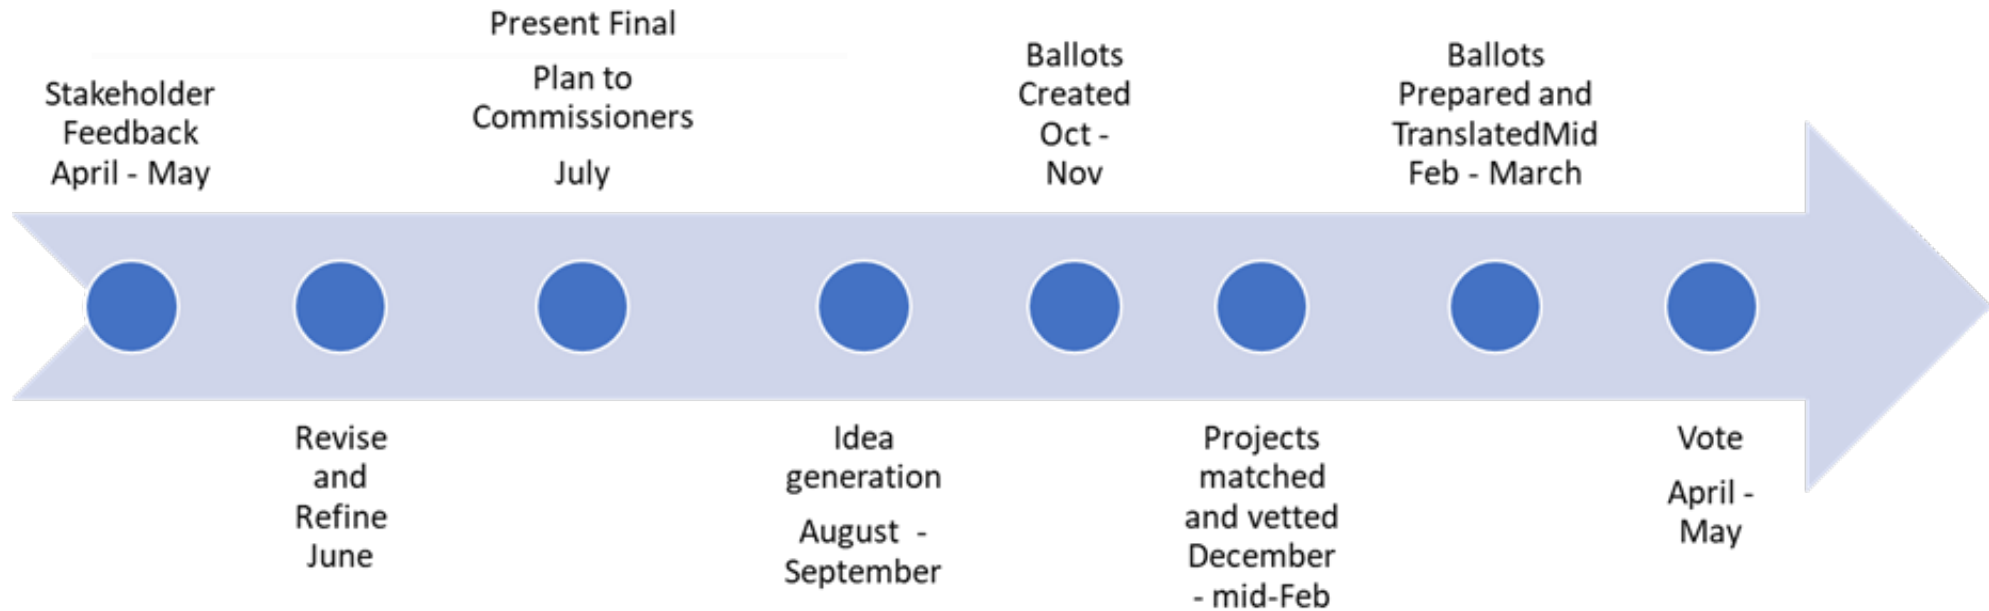 Stakeholder
Feedback
April - May
Revise
and
Refine
June
Present Final
Plan to
Commissioners
July
Idea
generation
August  -
September
Ballots
Created
Oct -
Nov
Projects
matched
and vetted
December
- mid-Feb
Ballots
Prepared and
TranslatedMid
Feb - March
Vote
April -
May